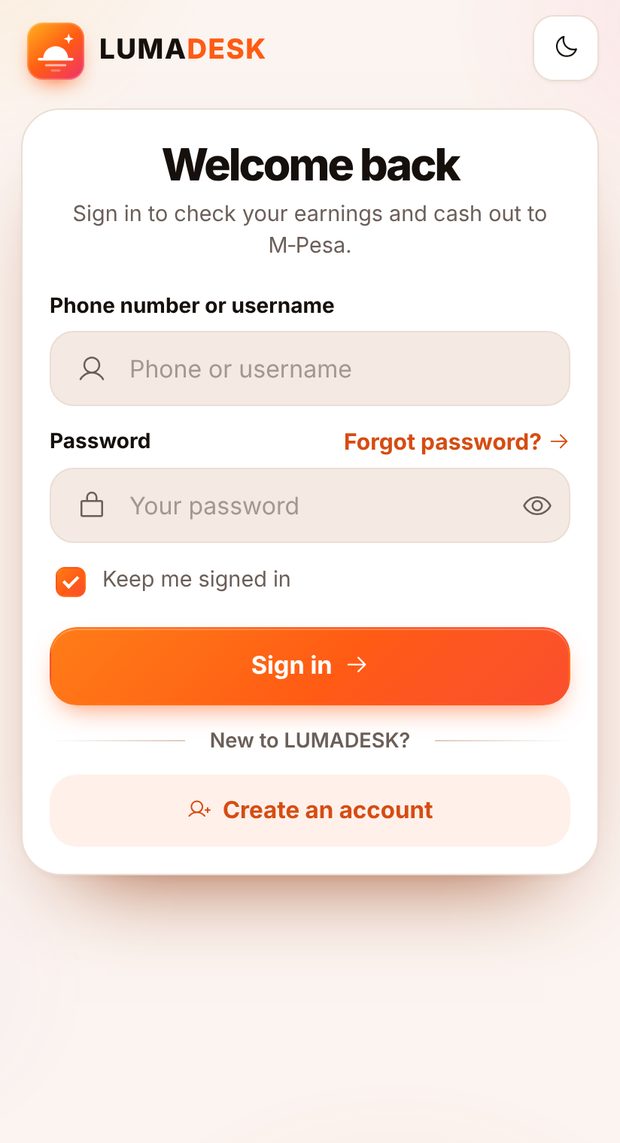 LUMADESK
Welcome back
Sign in to check your earnings and cash out to
M-Pesa.
Phone number or username
Phone or username
Password
Forgot password? →
Your password
Keep me signed in
Sign in →
New to LUMADESK?
Create an account